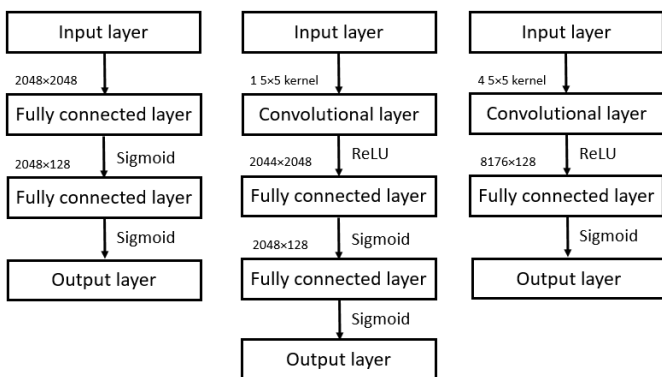 Input layer
2048×2048
Fully connected layer
Sigmoid
2048×128
Fully connected layer
Sigmoid
Output layer
Input layer
1 5×5 kernel
Convolutional layer
ReLU
2044×2048
Fully connected layer
Sigmoid
2048×128
Fully connected layer
Sigmoid
Output layer
Input layer
4 5×5 kernel
Convolutional layer
ReLU
8176×128
Fully connected layer
Sigmoid
Output layer